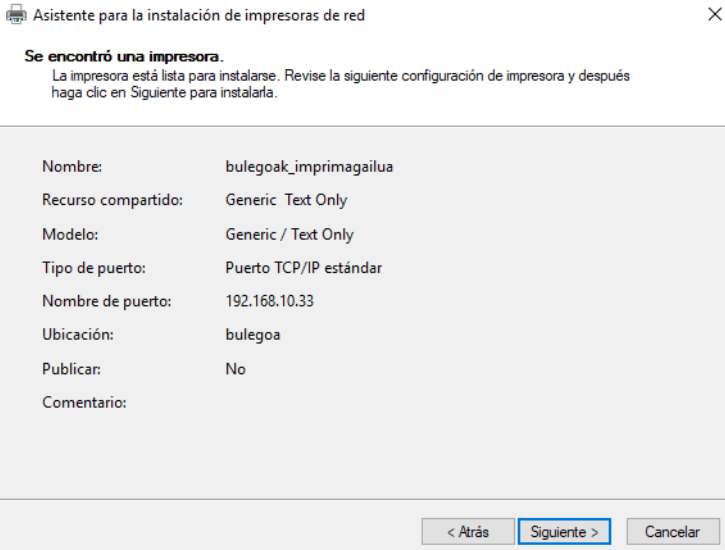 Asistente para la instalación de impresoras de red
Se encontró una impresora.
La impresora está lista para instalarse. Revise la siguiente configuración de impresora y después
haga clic en Siguiente para instalarla.
Nombre: bulegoak_imprimagailua
Recurso compartido: Generic Text Only
Modelo: Generic / Text Only
Tipo de puerto: Puerto TCP/IP estándar
Nombre de puerto: 192.168.10.33
Ubicación: bulegoa
Publicar: No
Comentario:
< Atrás Siguiente > Cancelar